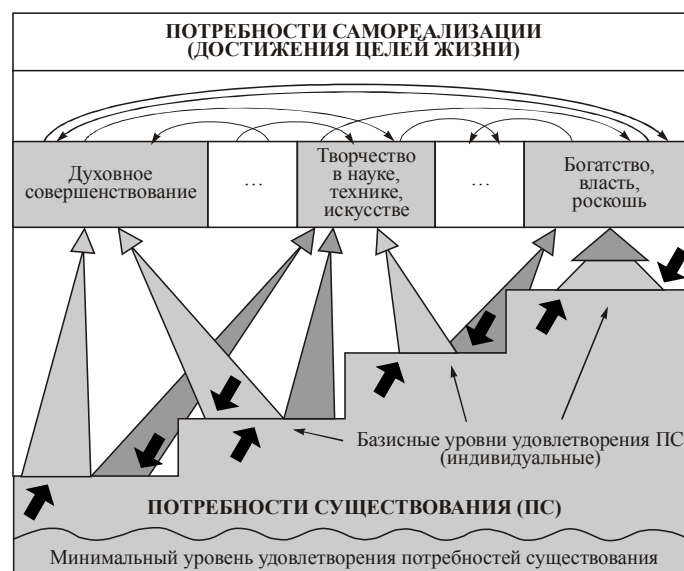 ПОТРЕБНОСТИ САМОРЕАЛИЗАЦИИ
(ДОСТИЖЕНИЯ ЦЕЛЕЙ ЖИЗНИ)
Духовное
совершенствование
...
Творчество
в науке,
технике,
искусстве
...
Богатство,
власть,
роскошь
Базисные уровни удовлетворения ПС
(индивидуальные)
ПОТРЕБНОСТИ СУЩЕСТВОВАНИЯ (ПС)
Минимальный уровень удовлетворения потребностей существования